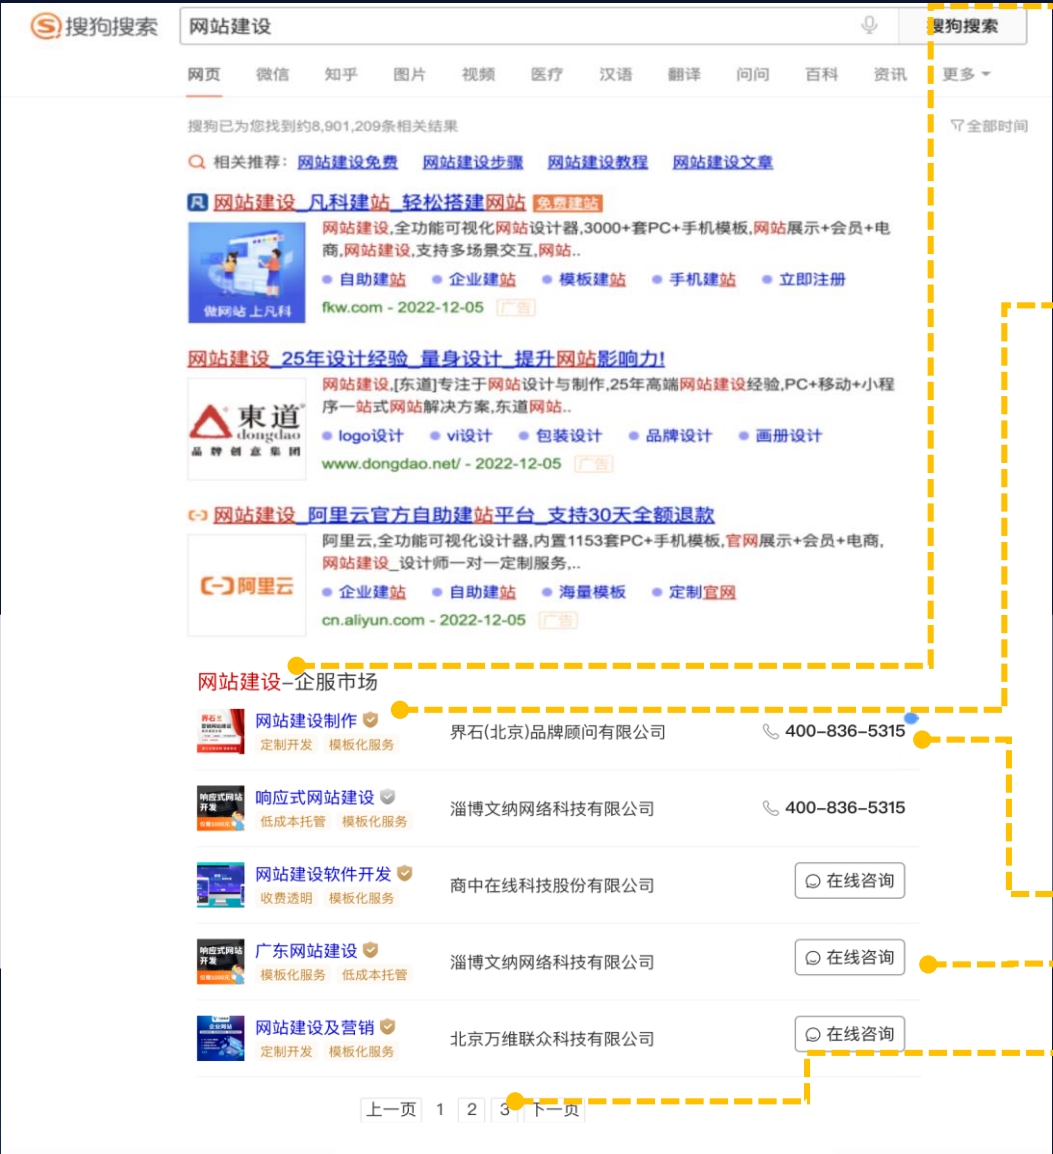 搜狗搜索
网站建设
搜狗搜索
网页 微信 知乎 图片 视频 医疗 汉语 翻译 问问 百科 资讯 更多
搜狗已为您找到约8,901,209条相关结果
全部时间
相关推荐: 网站建设免费 网站建设步骤 网站建设教程 网站建设文章
网站建设_凡科建站_轻松搭建网站 免费建站
做网站 上凡科
网站建设,全功能可视化网站设计器,3000+套PC+手机模板,网站展示+会员+电
商,网站建设,支持多场景交互,网站..
自助建站 企业建站 模板建站 手机建站 立即注册
fkw.com - 2022-12-05 广告
网站建设_25年设计经验_量身设计_提升网站影响力!
東道
dongdao
品牌创意集团
网站建设,[东道]专注于网站设计与制作,25年高端网站建设经验,PC+移动+小程
序一站式网站解决方案,东道网站..
logo设计 vi设计 包装设计 品牌设计 画册设计
www.dongdao.net/ - 2022-12-05 广告
网站建设_阿里云官方自助建站平台_支持30天全额退款
阿里云
阿里云,全功能可视化设计器,内置1153套PC+手机模板,官网展示+会员+电商,
网站建设_设计师一对一定制服务,..
企业建站 自助建站 海量模板 定制官网
cn.aliyun.com - 2022-12-05 广告
网站建设–企服市场
网站建设制作
定制开发 模板化服务
界石(北京)品牌顾问有限公司
400–836–5315
响应式网站
开发
响应式网站建设
低成本托管 模板化服务
淄博文纳网络科技有限公司
400–836–5315
网站建设软件开发
收费透明 模板化服务
商中在线科技股份有限公司
在线咨询
响应式网站
开发
广东网站建设
模板化服务 低成本托管
淄博文纳网络科技有限公司
在线咨询
企业网站
网站建设及营销
定制开发 模板化服务
北京万维联众科技有限公司
在线咨询
上一页 1 2 3 下一页